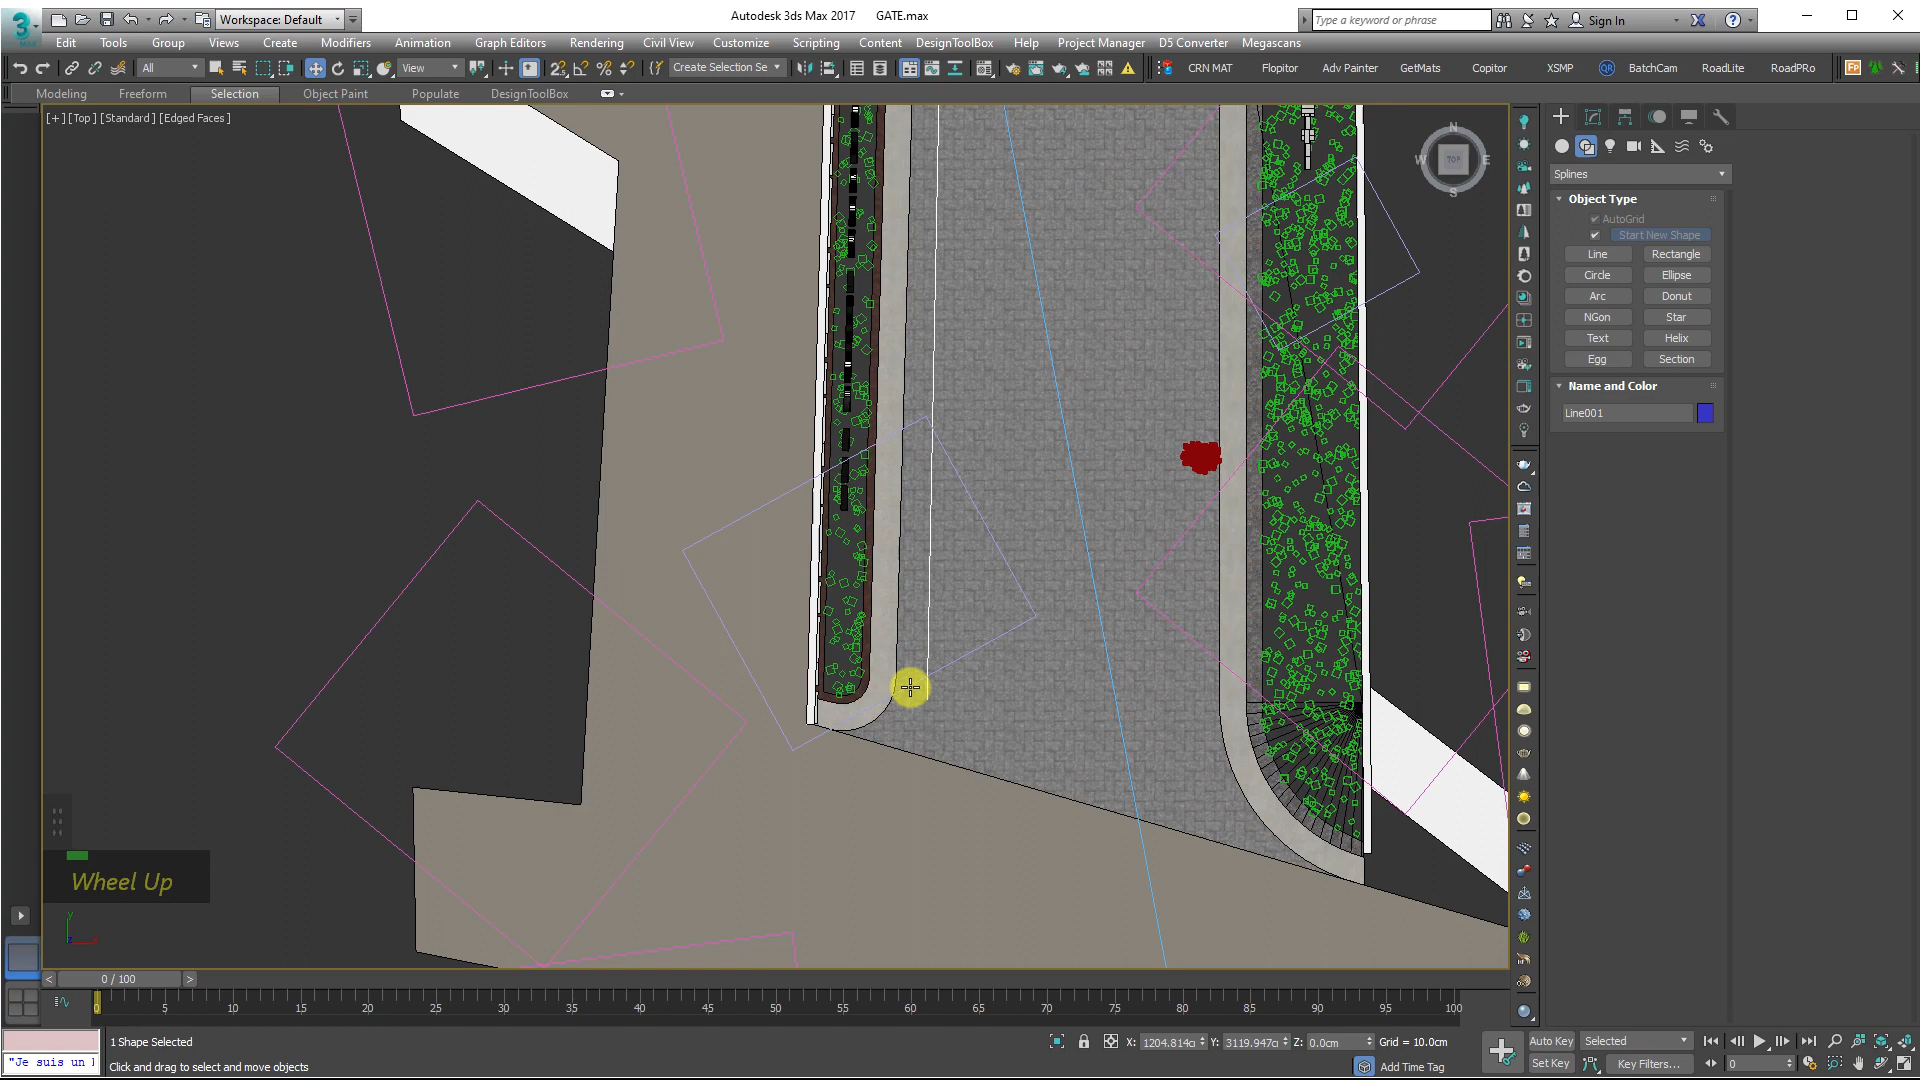 Workspace: Default
Autodesk 3ds Max 2017 GATE.max
Type a keyword or phrase
Sign In
Edit Tools Group Views Create Modifiers Animation Graph Editors Rendering Civil View Customize Scripting Content DesignToolBox Help Project Manager D5 Converter Megascans
All View Create Selection Se CRN MAT Flopitor Adv Painter GetMats Copitor XSMP BatchCam RoadLite RoadPRo
Modeling Freeform Selection Object Paint Populate DesignToolBox
[+] [Top] [Standard] [Edged Faces]
N
W TOP E
S
Splines
Object Type
AutoGrid
Start New Shape
Line Rectangle
Circle Ellipse
Arc Donut
NGon Star
Text Helix
Egg Section
Name and Color
Line001
Wheel Up
y
0 / 100
0 5 10 15 20 25 30 35 40 45 50 55 60 65 70 75 80 85 90 95 100
1 Shape Selected
X: 1204.814c Y: 3119.947c Z: 0.0cm Grid = 10.0cm
Auto Key Selected
"Je suis un
Click and drag to select and move objects
Add Time Tag
Set Key Key Filters... 0